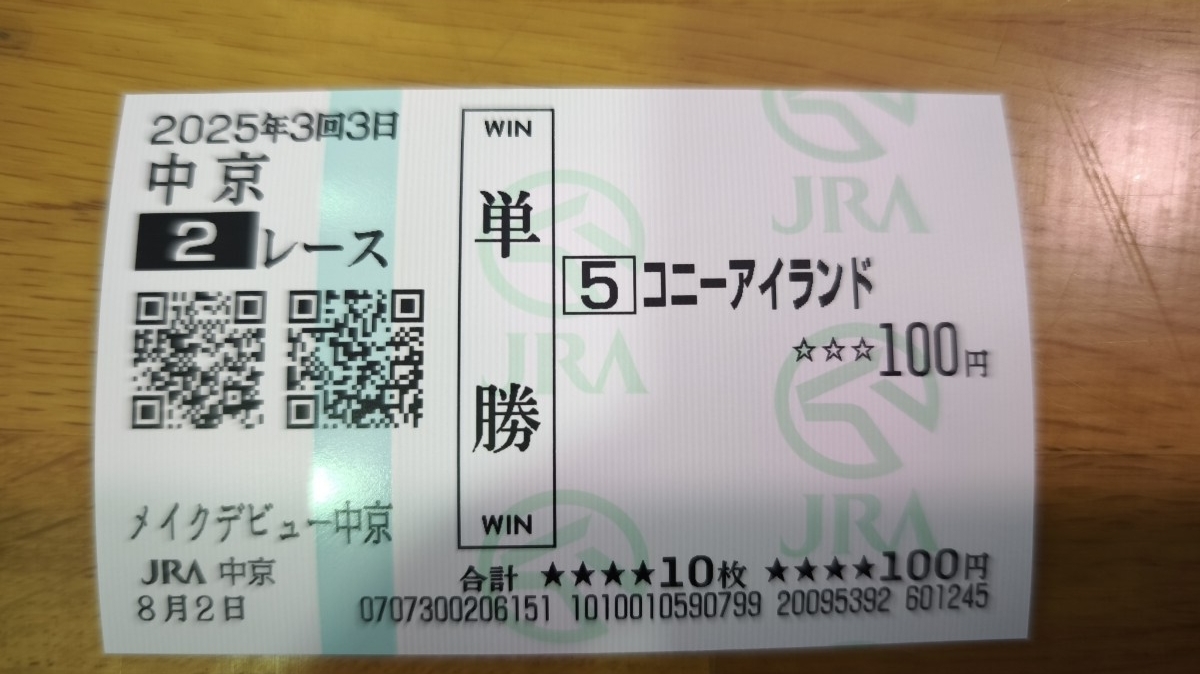 2025年3回3日
中京
2レース
メイクデビュー中京
JRA 中京
8月2日
WIN
単勝
WIN
5 コニーアイランド
☆☆☆100円
合計 ★★★★10枚 ★★★★100円
0707300206151 1010010590799 20095392 601245
JRA
JRA
JRA